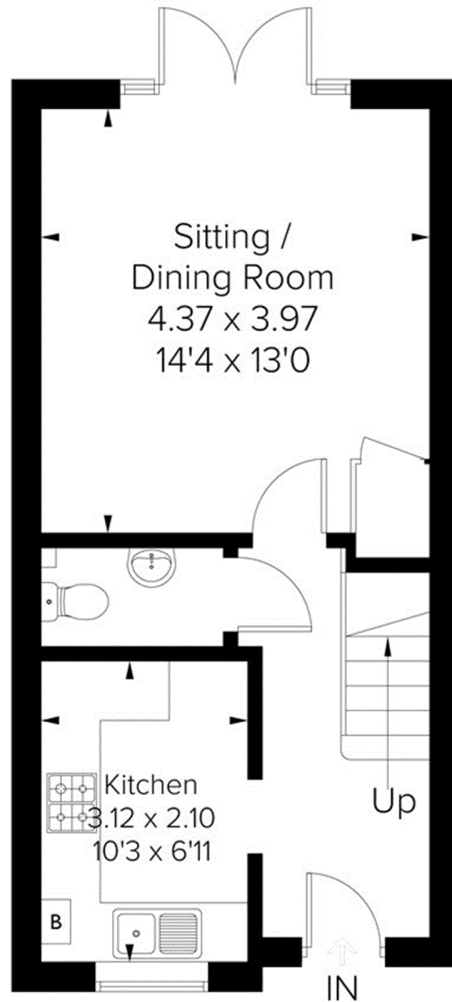 Sitting /
Dining Room
4.37 x 3.97
14'4 x 13'0
Kitchen
3.12 x 2.10
10'3 x 6'11
Up
B
IN